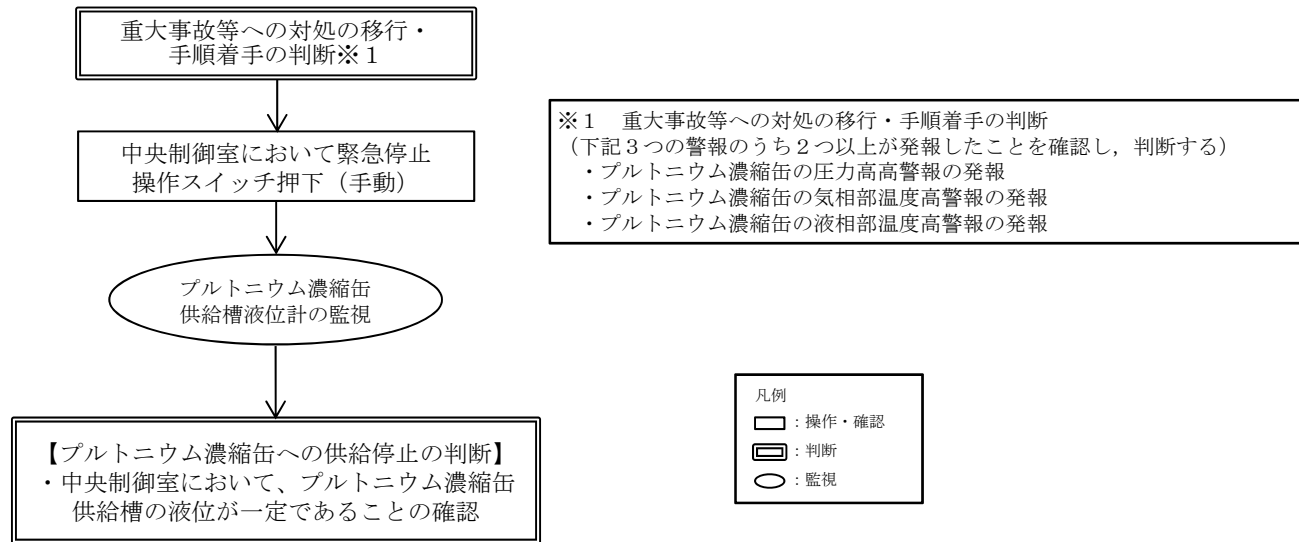 重大事故等への対処の移行・
手順着手の判断※１
中央制御室において緊急停止
操作スイッチ押下（手動）
プルトニウム濃縮缶
供給槽液位計の監視
【プルトニウム濃縮缶への供給停止の判断】
・中央制御室において、プルトニウム濃縮缶
供給槽の液位が一定であることの確認
※１　重大事故等への対処の移行・手順着手の判断
（下記３つの警報のうち２つ以上が発報したことを確認し，判断する）
・プルトニウム濃縮缶の圧力高高警報の発報
・プルトニウム濃縮缶の気相部温度高警報の発報
・プルトニウム濃縮缶の液相部温度高警報の発報
凡例
：操作・確認
：判断
：監視